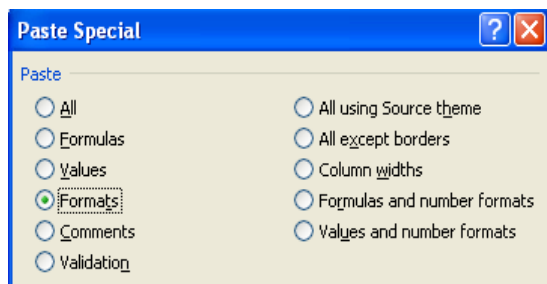 Paste Special
Paste
All
Formulas
Values
Formats
Comments
Validation
All using Source theme
All except borders
Column widths
Formulas and number formats
Values and number formats